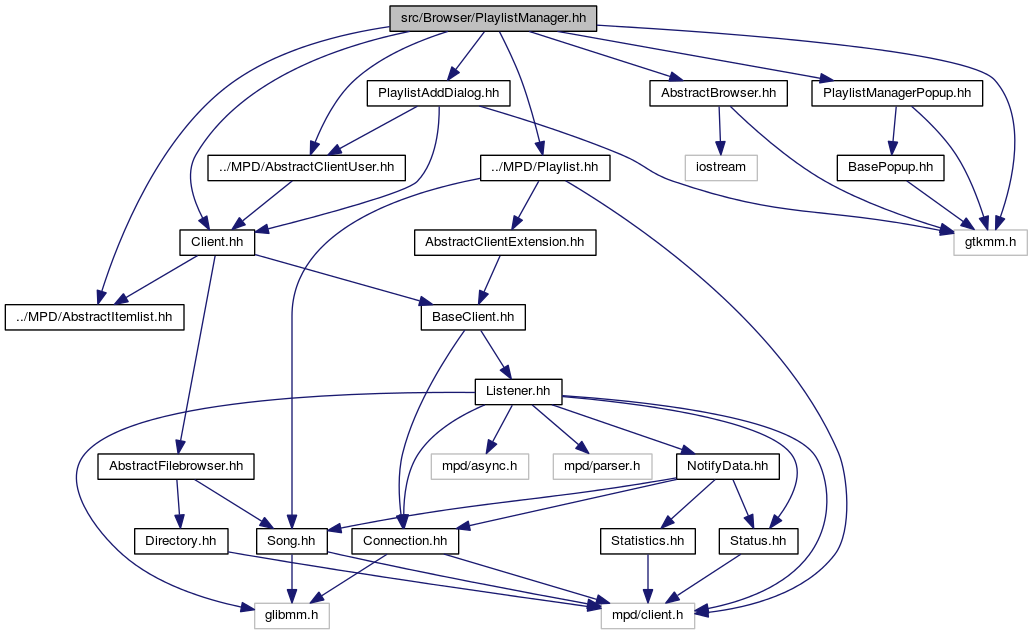 src/Browser/PlaylistManager.hh
PlaylistAddDialog.hh
AbstractBrowser.hh
PlaylistManagerPopup.hh
../MPD/AbstractClientUser.hh
../MPD/Playlist.hh
iostream
BasePopup.hh
Client.hh
AbstractClientExtension.hh
gtkmm.h
../MPD/AbstractItemlist.hh
BaseClient.hh
Listener.hh
AbstractFilebrowser.hh
mpd/async.h
mpd/parser.h
NotifyData.hh
Directory.hh
Song.hh
Connection.hh
Statistics.hh
Status.hh
glibmm.h
mpd/client.h